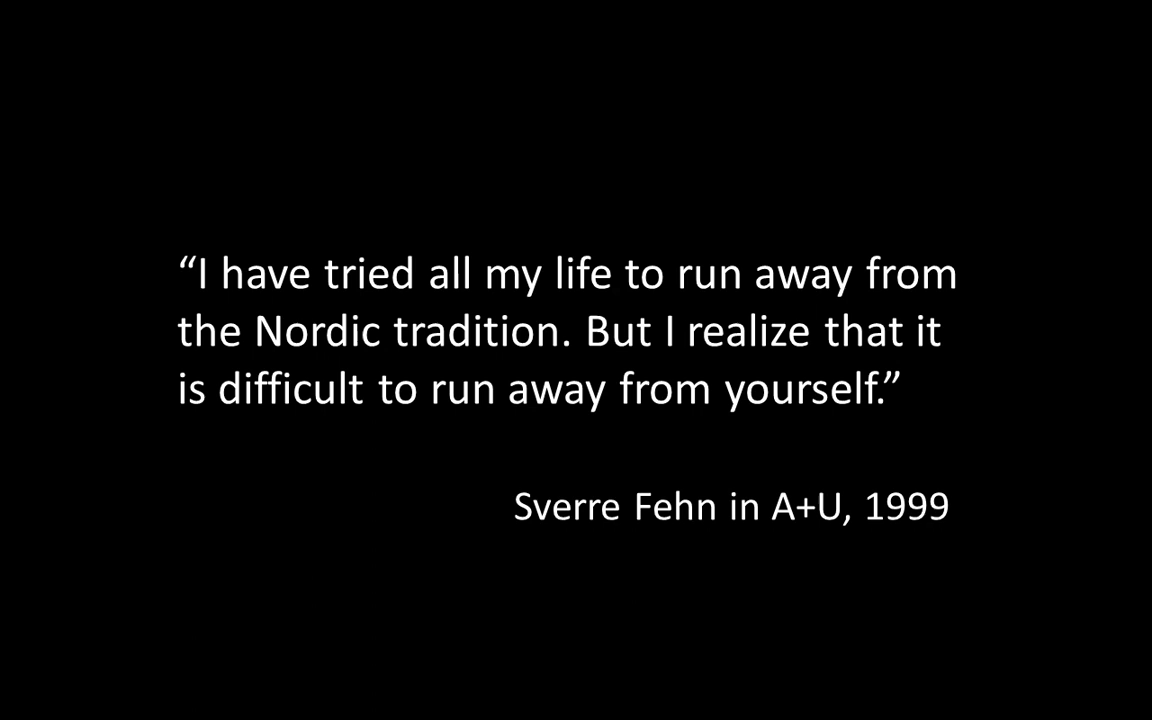 “I have tried all my life to run away from
the Nordic tradition. But I realize that it
is difficult to run away from yourself.”
Sverre Fehn in A+U, 1999